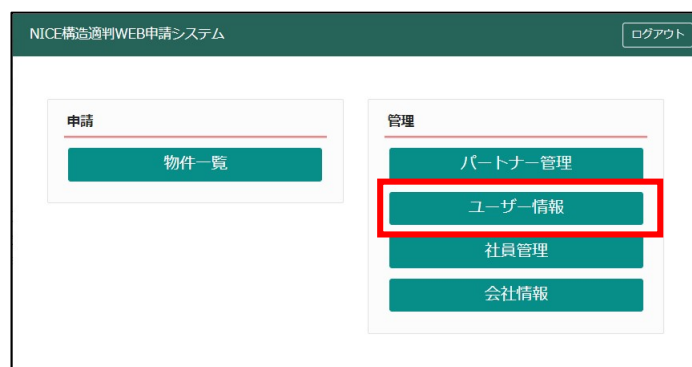 NICE構造適判WEB申請システム
ログアウト
申請
物件一覧
管理
パートナー管理
ユーザー情報
社員管理
会社情報